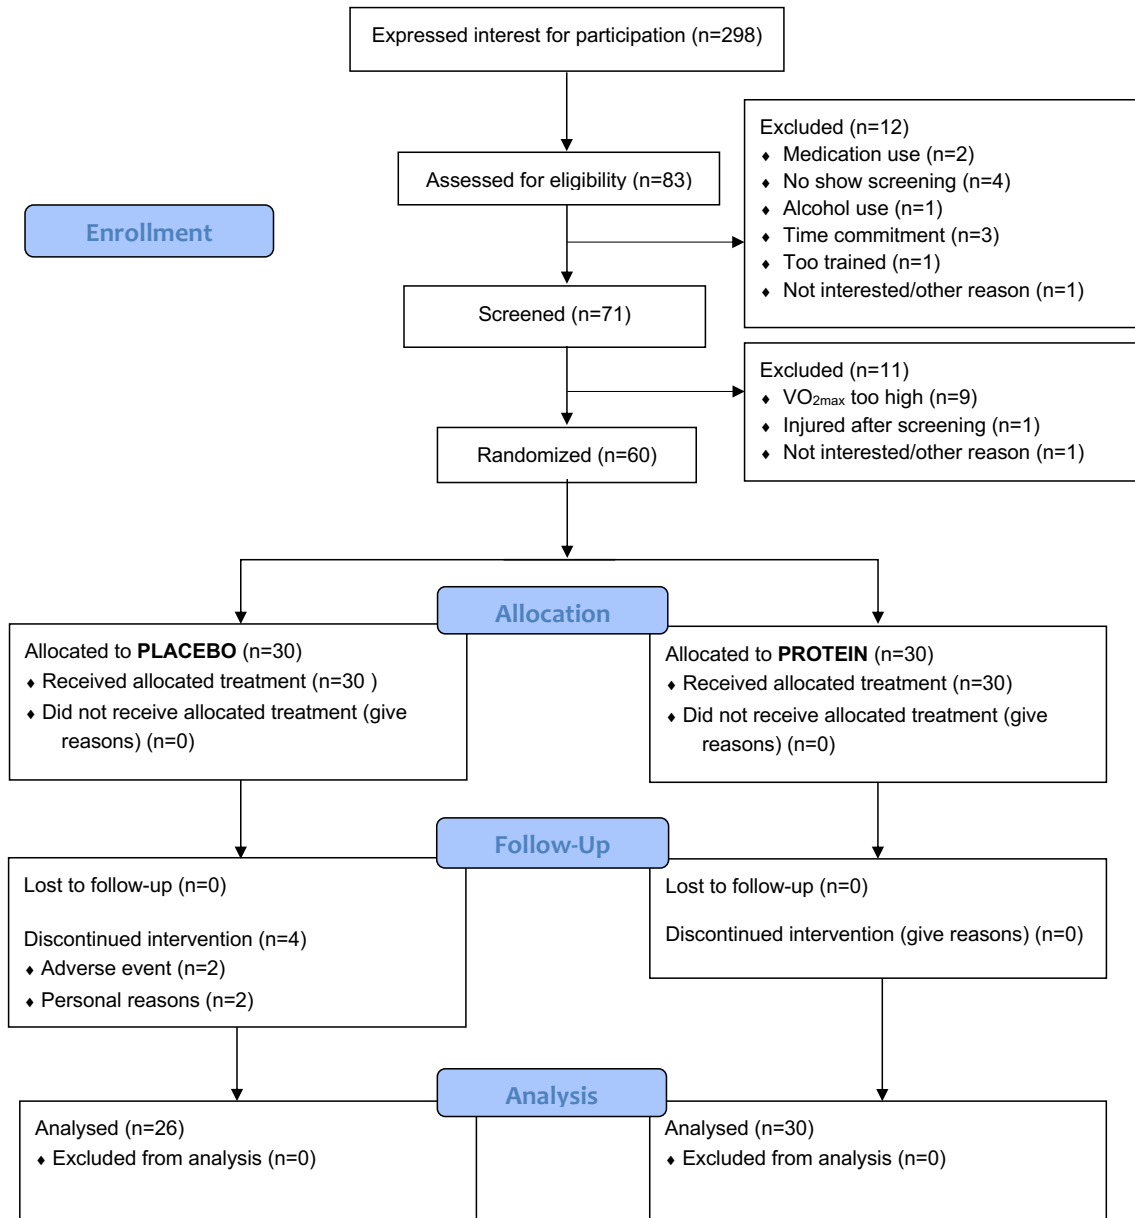 Expressed interest for participation (n=298)
Assessed for eligibility (n=83)
Excluded (n=12)
♦ Medication use (n=2)
♦ No show screening (n=4)
♦ Alcohol use (n=1)
♦ Time commitment (n=3)
♦ Too trained (n=1)
♦ Not interested/other reason (n=1)
Enrollment
Screened (n=71)
Excluded (n=11)
♦ VO2max too high (n=9)
♦ Injured after screening (n=1)
♦ Not interested/other reason (n=1)
Randomized (n=60)
Allocation
Allocated to PLACEBO (n=30)
♦ Received allocated treatment (n=30 )
♦ Did not receive allocated treatment (give
reasons) (n=0)
Allocated to PROTEIN (n=30)
♦ Received allocated treatment (n=30)
♦ Did not receive allocated treatment (give
reasons) (n=0)
Follow-Up
Lost to follow-up (n=0)
Discontinued intervention (n=4)
♦ Adverse event (n=2)
♦ Personal reasons (n=2)
Lost to follow-up (n=0)
Discontinued intervention (give reasons) (n=0)
Analysis
Analysed (n=26)
♦ Excluded from analysis (n=0)
Analysed (n=30)
♦ Excluded from analysis (n=0)